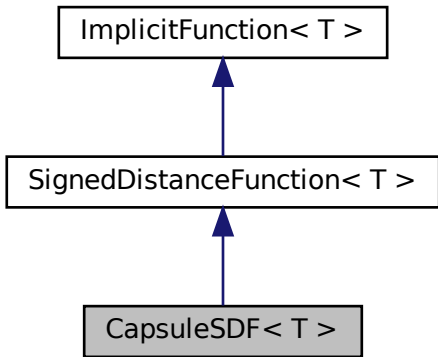 ImplicitFunction< T >
SignedDistanceFunction< T >
CapsuleSDF< T >